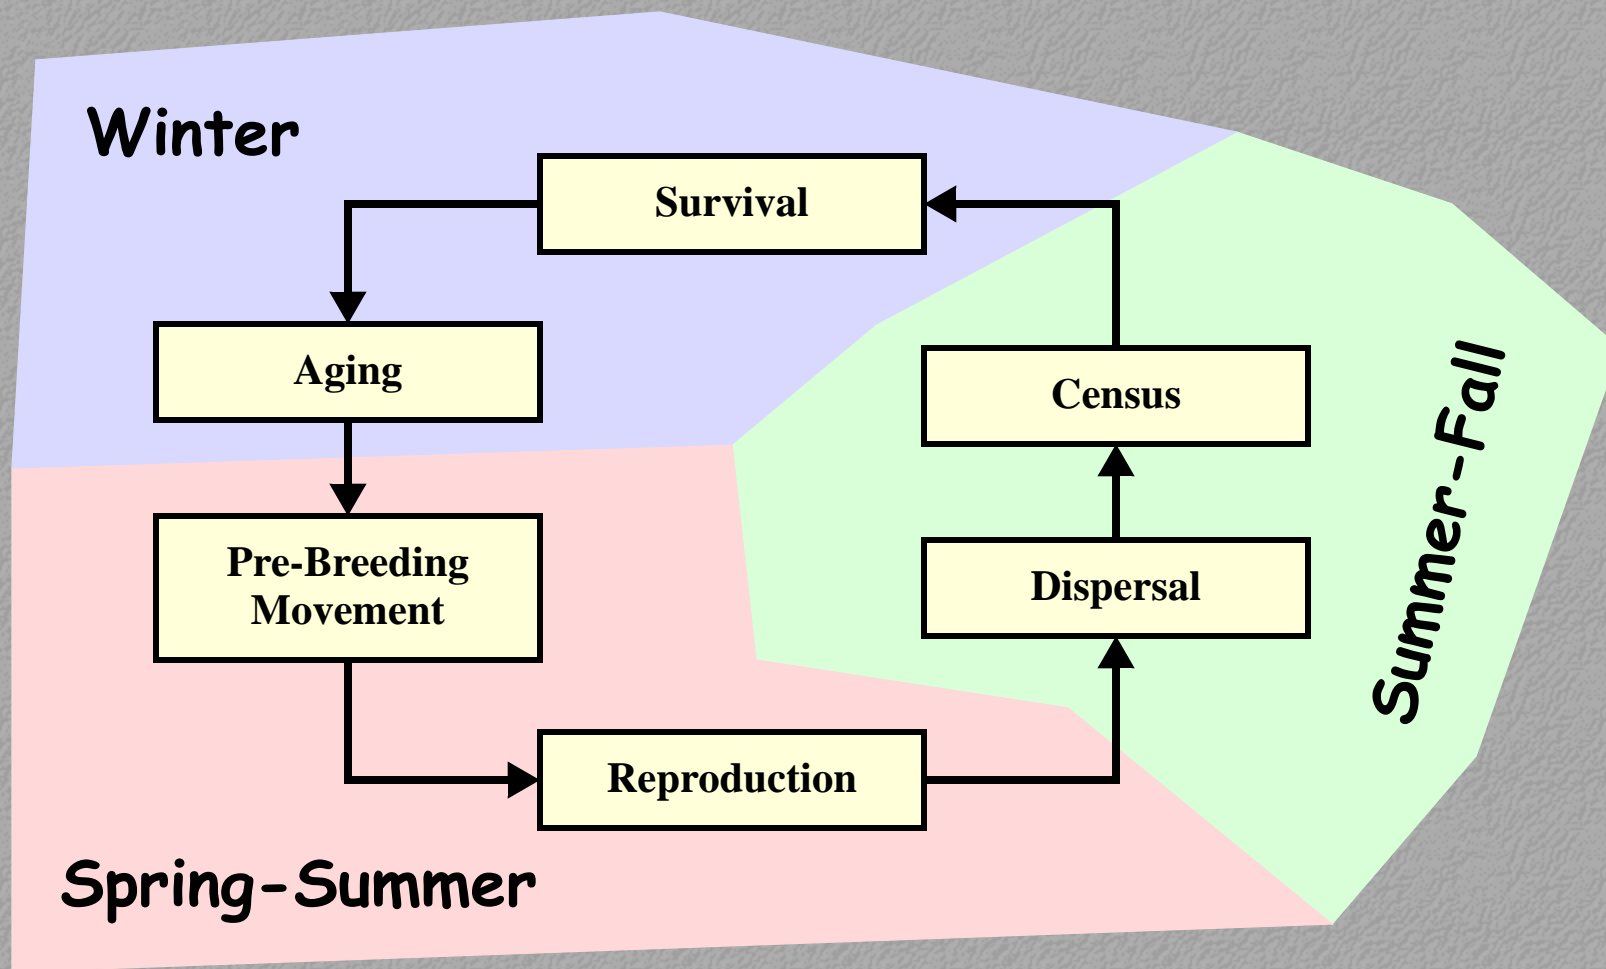 Winter
Survival
Aging
Census
Pre-Breeding
Movement
Dispersal
Summer-Fall
Reproduction
Spring-Summer